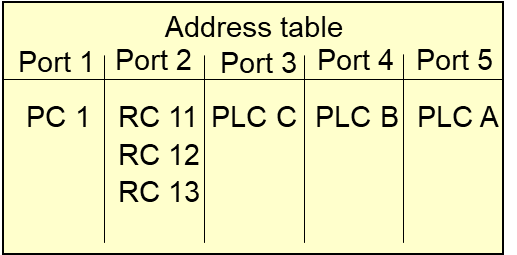 Address table
Port 1 Port 2 Port 3 Port 4 Port 5
PC 1 RC 11 PLC C PLC B PLC A
RC 12
RC 13